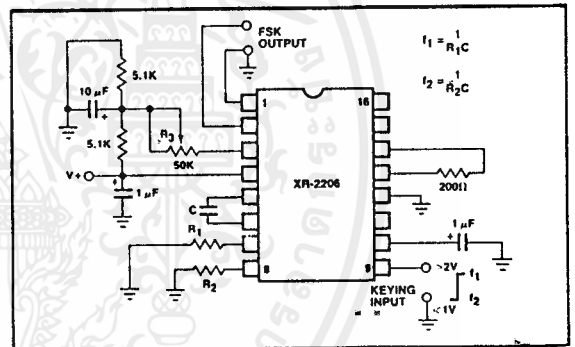 FSK
OUTPUT
f₁ = 1/R₁C
f₂ = 1/R₂C
5.1K
10 µF
+
5.1K
R₃
50K
V+
+
1 µF
C
R₁
R₂
1
8
16
9
XR-2206
200Ω
1 µF
+
KEYING
INPUT
>2V
f₁
f₂
<1V